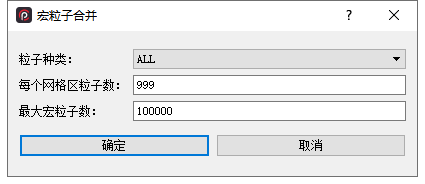 宏粒子合并
粒子种类: ALL
每个网格区粒子数: 999
最大宏粒子数: 100000
确定 取消